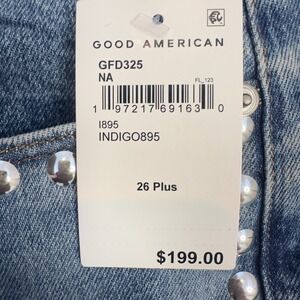 GOOD AMERICAN
GFD325
NA
FL_123
1 97217 69163 0
I895
INDIGO895
26 Plus
$199.00